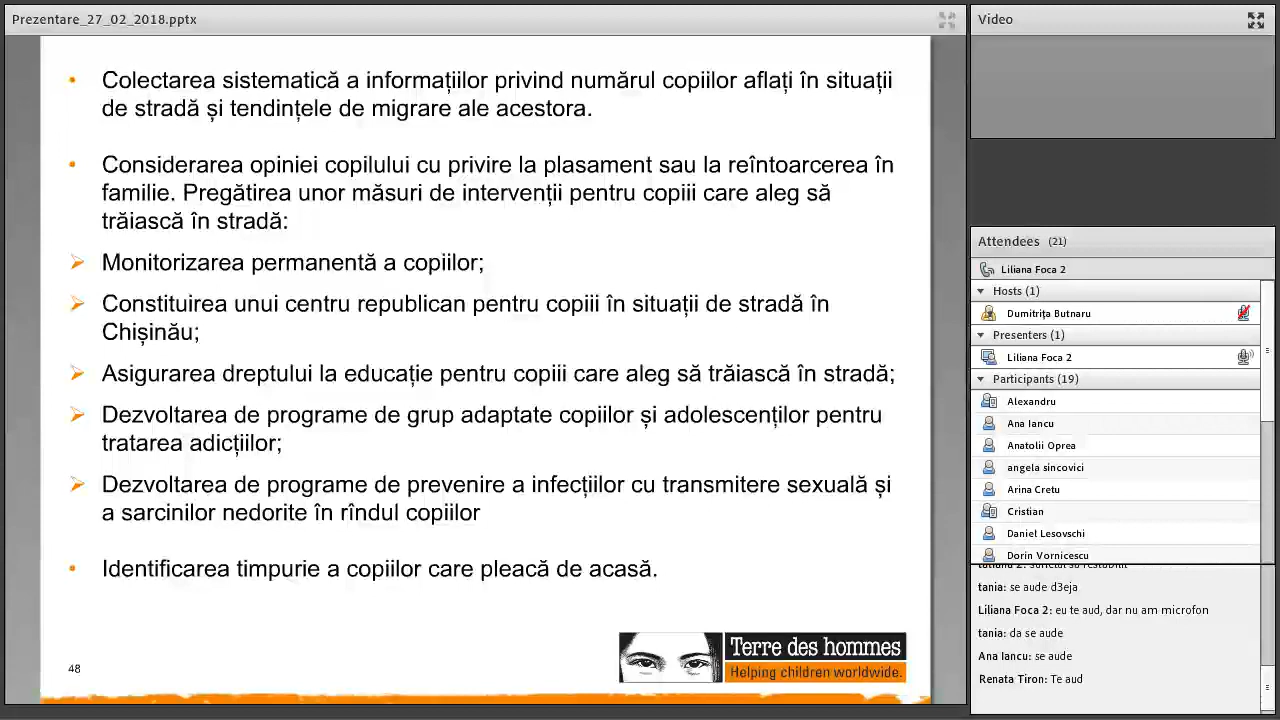 Prezentare_27_02_2018.pptx
• Colectarea sistematică a informațiilor privind numărul copiilor aflați în situații
de stradă și tendințele de migrare ale acestora.
• Considerarea opiniei copilului cu privire la plasament sau la reîntoarcerea în
familie. Pregătirea unor măsuri de intervenții pentru copiii care aleg să
trăiască în stradă:
Monitorizarea permanentă a copiilor;
Constituirea unui centru republican pentru copiii în situații de stradă în
Chișinău;
Asigurarea dreptului la educație pentru copiii care aleg să trăiască în stradă;
Dezvoltarea de programe de grup adaptate copiilor și adolescenților pentru
tratarea adicțiilor;
Dezvoltarea de programe de prevenire a infecțiilor cu transmitere sexuală și
a sarcinilor nedorite în rîndul copiilor
• Identificarea timpurie a copiilor care pleacă de acasă.
48
Terre des hommes
Helping children worldwide.
Video
Attendees (21)
Liliana Foca 2
Hosts (1)
Dumitrița Butnaru
Presenters (1)
Liliana Foca 2
Participants (19)
Alexandru
Ana Iancu
Anatolii Oprea
angela sincovici
Arina Cretu
Cristian
Daniel Lesovschi
Dorin Vornicescu
tania: se aude d3eja
Liliana Foca 2: eu te aud, dar nu am microfon
tania: da se aude
Ana Iancu: se aude
Renata Tiron: Te aud